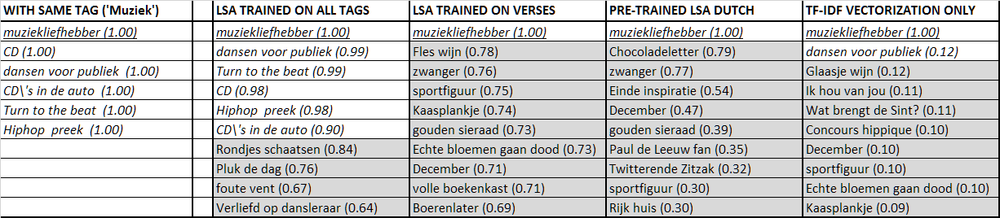 WITH SAME TAG ('Muziek') LSA TRAINED ON ALL TAGS LSA TRAINED ON VERSES PRE-TRAINED LSA DUTCH TF-IDF VECTORIZATION ONLY
muziekliefhebber (1.00) muziekliefhebber (1.00) muziekliefhebber (1.00) muziekliefhebber (1.00) muziekliefhebber (1.00)
CD (1.00) dansen voor publiek (0.99) Fles wijn (0.78) Chocoladeletter (0.79) dansen voor publiek (0.12)
dansen voor publiek (1.00) Turn to the beat (0.99) zwanger (0.76) zwanger (0.77) Glaasje wijn (0.12)
CD\'s in de auto (1.00) CD (0.98) sportfiguur (0.75) Einde inspiratie (0.54) Ik hou van jou (0.11)
Turn to the beat (1.00) Hiphop preek (0.98) Kaasplankje (0.74) December (0.47) Wat brengt de Sint? (0.11)
Hiphop preek (1.00) CD\'s in de auto (0.90) gouden sieraad (0.73) gouden sieraad (0.39) Concours hippique (0.10)
Rondjes schaatsen (0.84) Echte bloemen gaan dood (0.73) Paul de Leeuw fan (0.35) December (0.10)
Pluk de dag (0.76) December (0.71) Twitterende Zitzak (0.32) sportfiguur (0.10)
foute vent (0.67) volle boekenkast (0.71) sportfiguur (0.30) Echte bloemen gaan dood (0.10)
Verliefd op dansleraar (0.64) Boerenlater (0.69) Rijk huis (0.30) Kaasplankje (0.09)